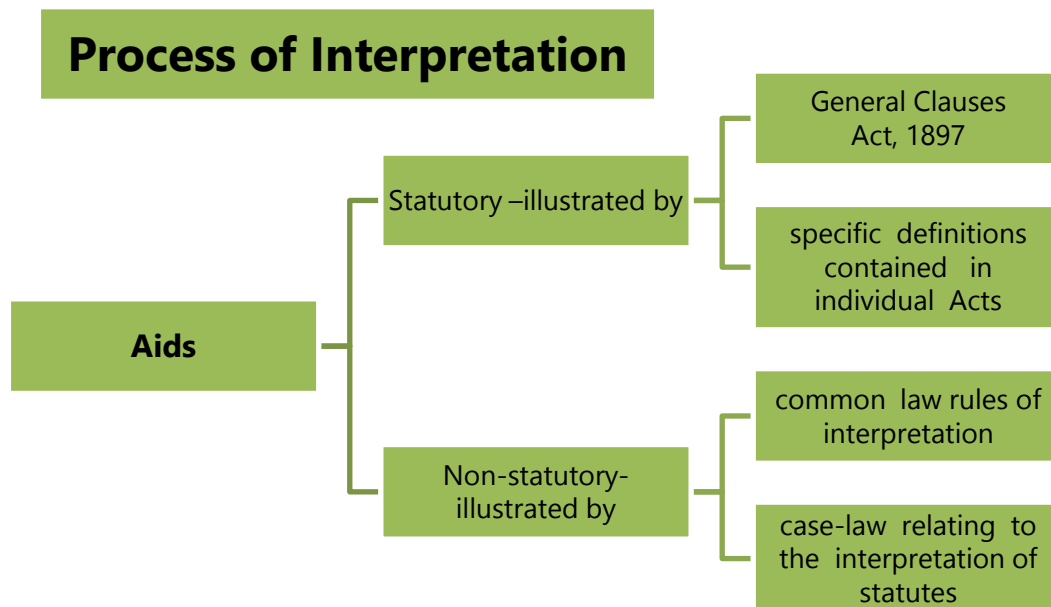 Process of Interpretation
General Clauses
Act, 1897
Statutory –illustrated by
specific definitions
contained in
individual Acts
Aids
common law rules of
interpretation
Non-statutory-
illustrated by
case-law relating to
the interpretation of
statutes